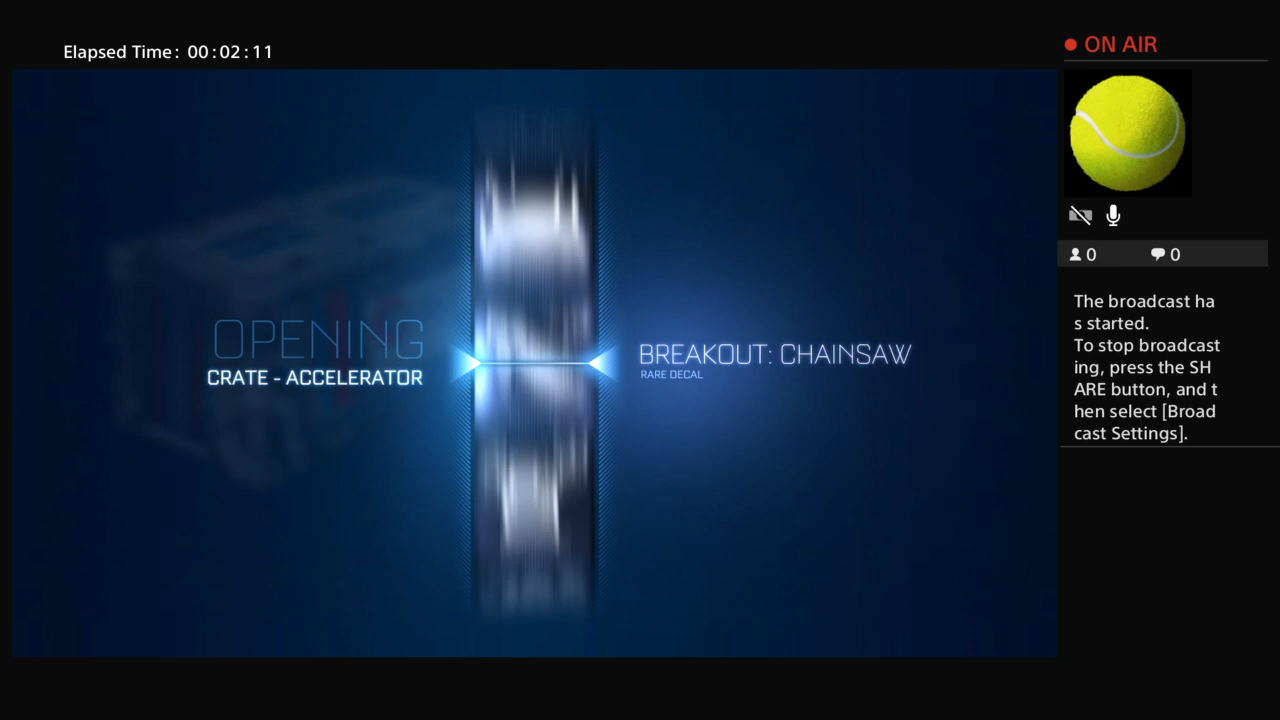 Elapsed Time: 00:02:11
ON AIR
0 0
OPENING
CRATE - ACCELERATOR
BREAKOUT: CHAINSAW
RARE DECAL
The broadcast ha
s started.
To stop broadcast
ing, press the SH
ARE button, and t
hen select [Broad
cast Settings].